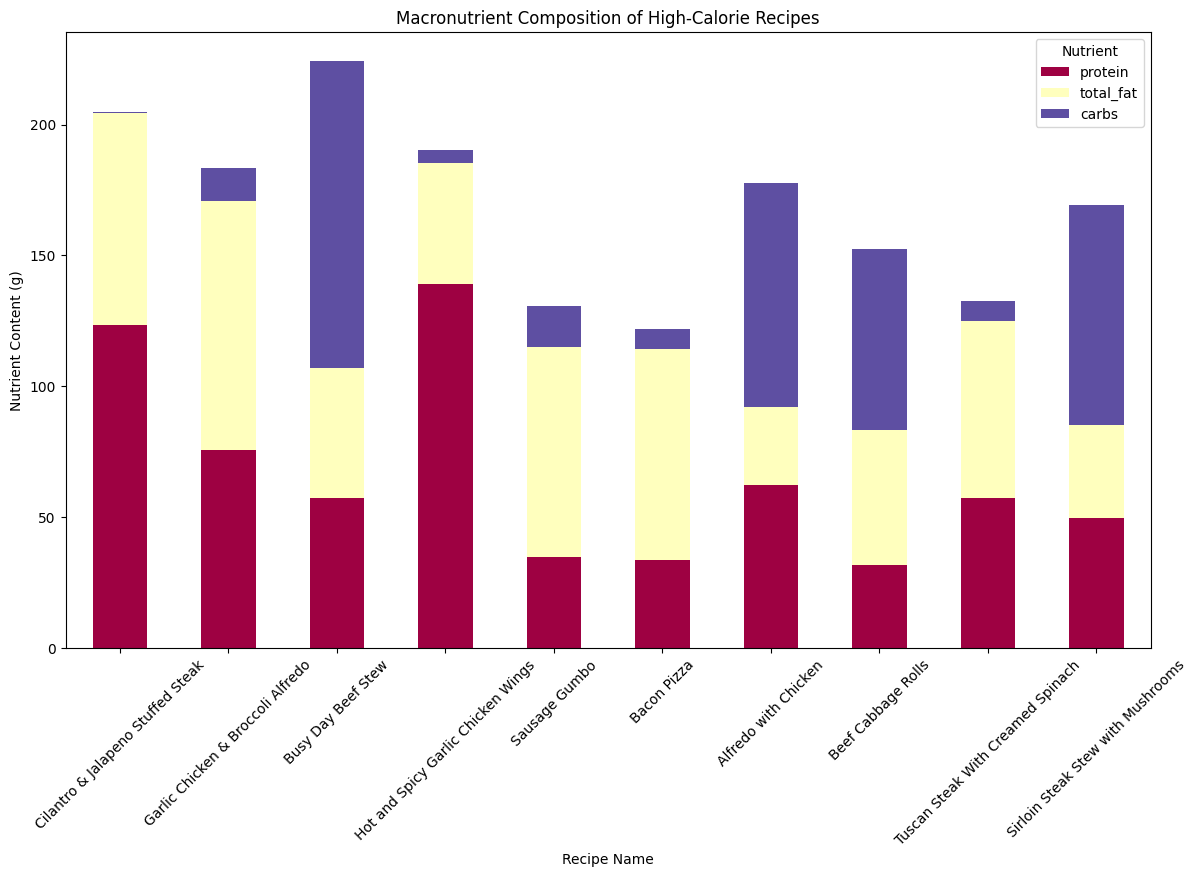 Macronutrient Composition of High-Calorie Recipes
Nutrient
protein
total_fat
carbs
Nutrient Content (g)
200
150
100
50
0
Cilantro & Jalapeno Stuffed Steak
Garlic Chicken & Broccoli Alfredo
Busy Day Beef Stew
Hot and Spicy Garlic Chicken Wings
Sausage Gumbo
Bacon Pizza
Alfredo with Chicken
Beef Cabbage Rolls
Tuscan Steak With Creamed Spinach
Sirloin Steak Stew with Mushrooms
Recipe Name